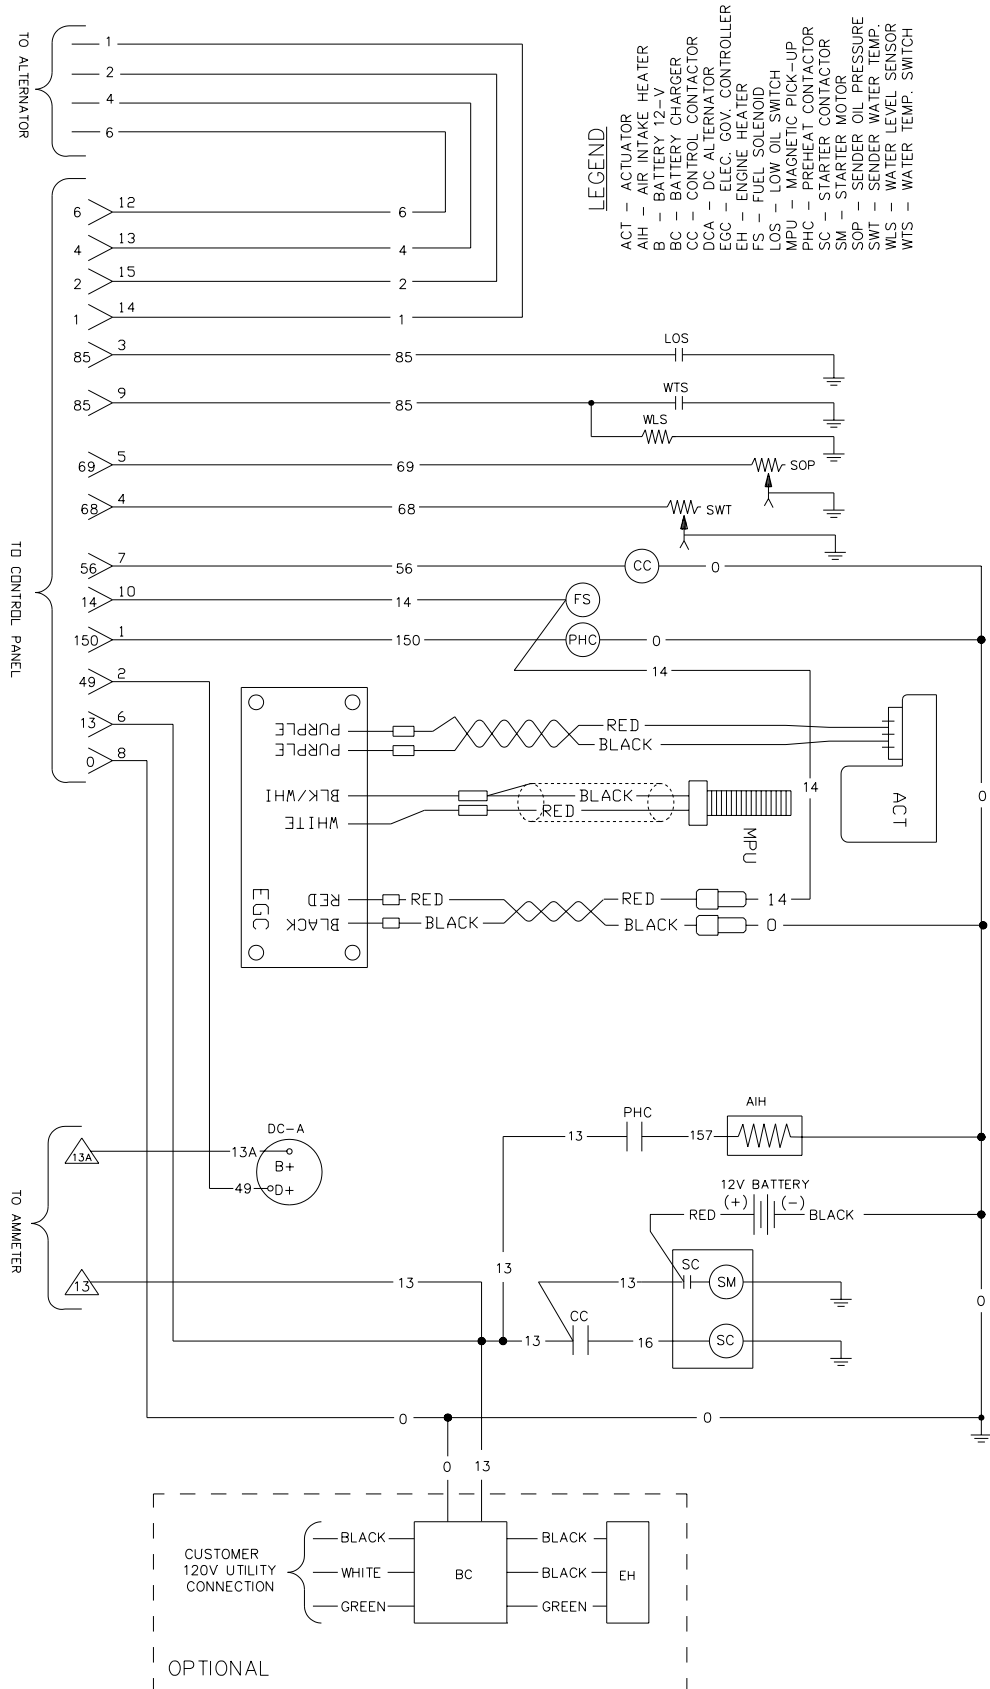 TO ALTERNATOR
1
2
4
6
LEGEND
ACT – ACTUATOR
AIH – AIR INTAKE HEATER
B – BATTERY 12–V
BC – BATTERY CHARGER
CC – CONTROL CONTACTOR
DCA – DC ALTERNATOR
EGC – ELEC. GOV. CONTROLLER
EH – ENGINE HEATER
FS – FUEL SOLENOID
LOS – LOW OIL SWITCH
MPU – MAGNETIC PICK–UP
PHC – PREHEAT CONTACTOR
SC – STARTER CONTACTOR
SM – STARTER MOTOR
SOP – SENDER OIL PRESSURE
SWT – SENDER WATER TEMP.
WLS – WATER LEVEL SENSOR
WTS – WATER TEMP. SWITCH
TO CONTROL PANEL
6 12 6
4 13 4
2 15 2
1 14 1
85 3 85 LOS
85 9 85 WTS
WLS
69 5 69 SOP
68 4 68 SWT
56 7 56 CC 0
14 10 14 FS
150 1 150 PHC 0
14
49 2
13 6
0 8
PURPLE RED
PURPLE BLACK
BLK/WHI BLACK
WHITE RED
MPU
ACT
14
0
EGC
RED RED RED 14
BLACK BLACK BLACK 0
TO AMMETER
13A
DC-A
13A
B+
49 D+
PHC AIH
13 157
12V BATTERY
(+) (–)
RED BLACK
13 13
13
SC
13 SM
0
CC
13 16 SC
0 0
0 13
CUSTOMER
120V UTILITY
CONNECTION
BLACK BLACK
WHITE BC BLACK EH
GREEN GREEN
OPTIONAL